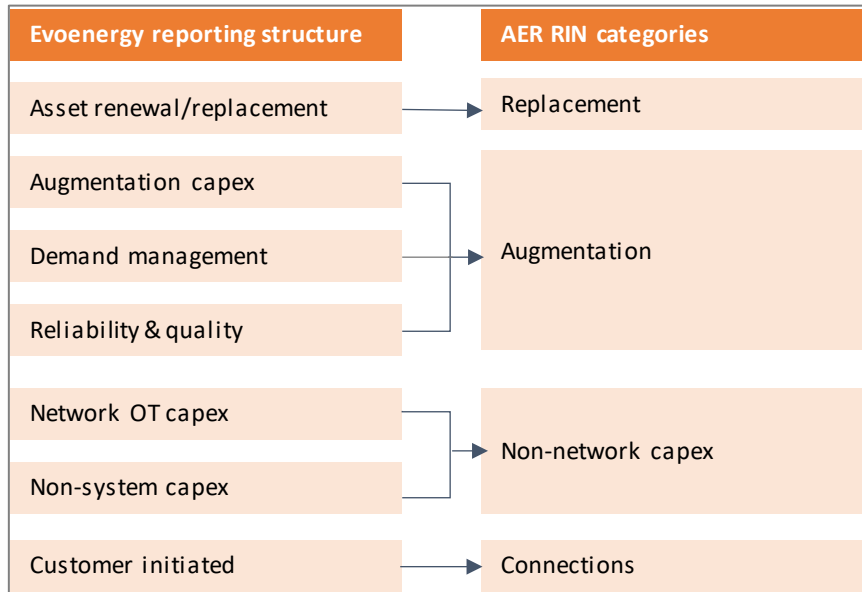 Evoenergy reporting structure
AER RIN categories
Asset renewal/replacement
Replacement
Augmentation capex
Demand management
Reliability & quality
Augmentation
Network OT capex
Non-system capex
Non-network capex
Customer initiated
Connections